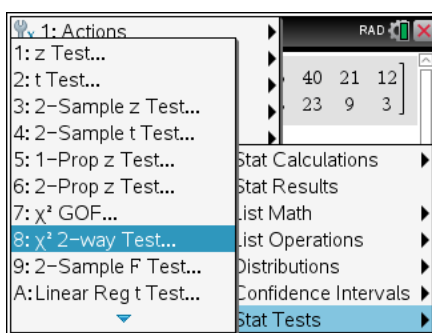 1: Actions
RAD
1: z Test...
2: t Test...
3: 2-Sample z Test...
4: 2-Sample t Test...
5: 1-Prop z Test...
6: 2-Prop z Test...
7: χ² GOF...
8: χ² 2-way Test...
9: 2-Sample F Test...
A: Linear Reg t Test...
40 21 12
23 9 3
Stat Calculations
Stat Results
List Math
List Operations
Distributions
Confidence Intervals
Stat Tests